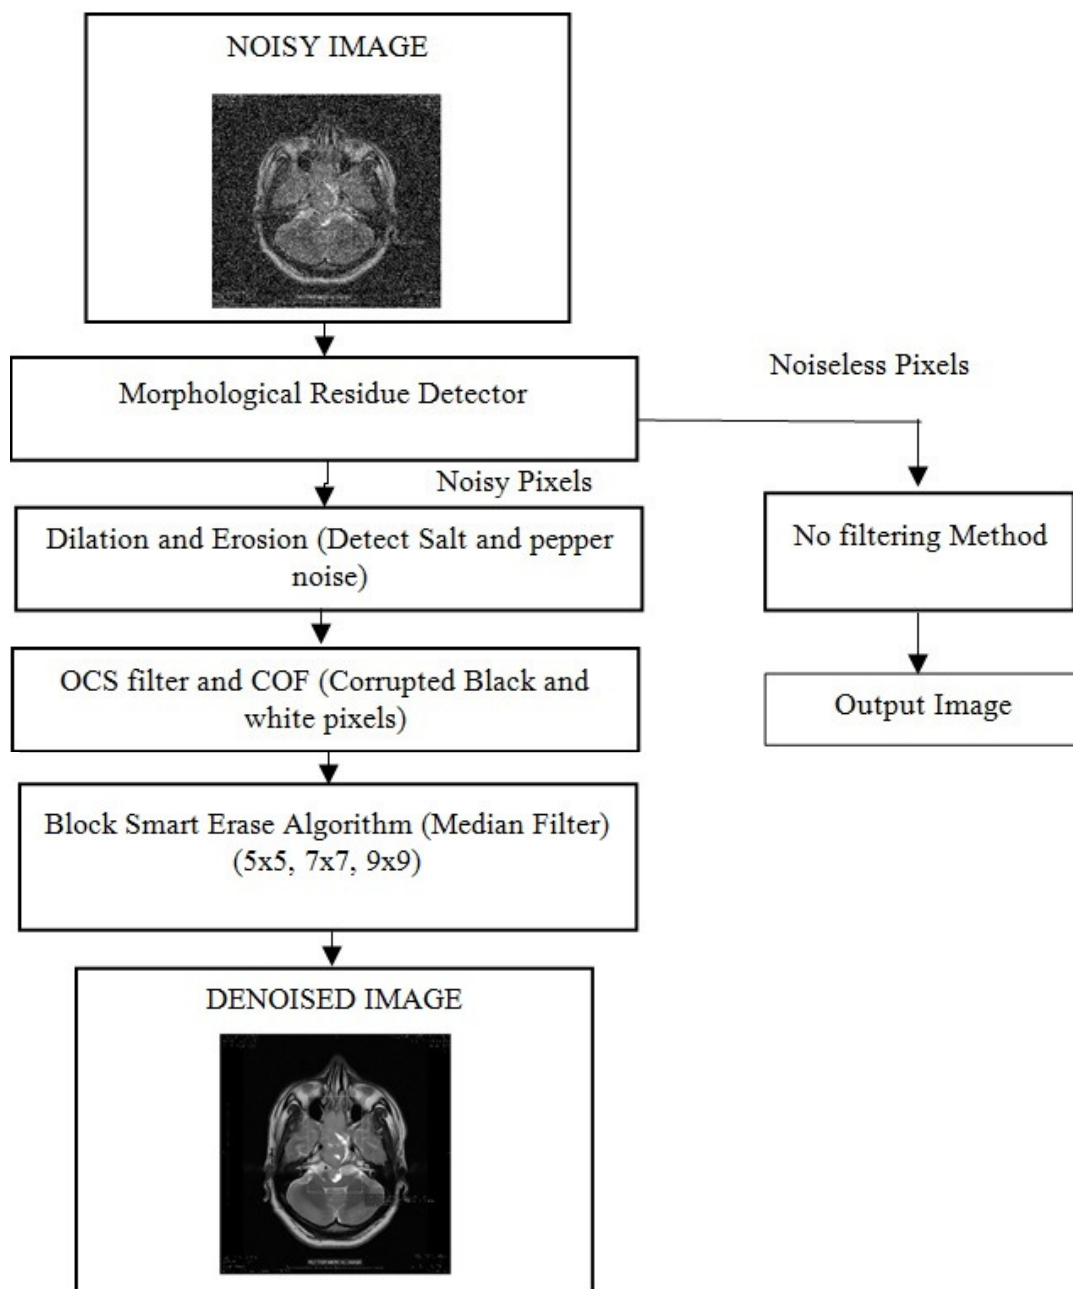 NOISY IMAGE
Morphological Residue Detector
Noiseless Pixels
Noisy Pixels
Dilation and Erosion (Detect Salt and pepper
noise)
No filtering Method
OCS filter and COF (Corrupted Black and
white pixels)
Output Image
Block Smart Erase Algorithm (Median Filter)
(5x5, 7x7, 9x9)
DENOISED IMAGE